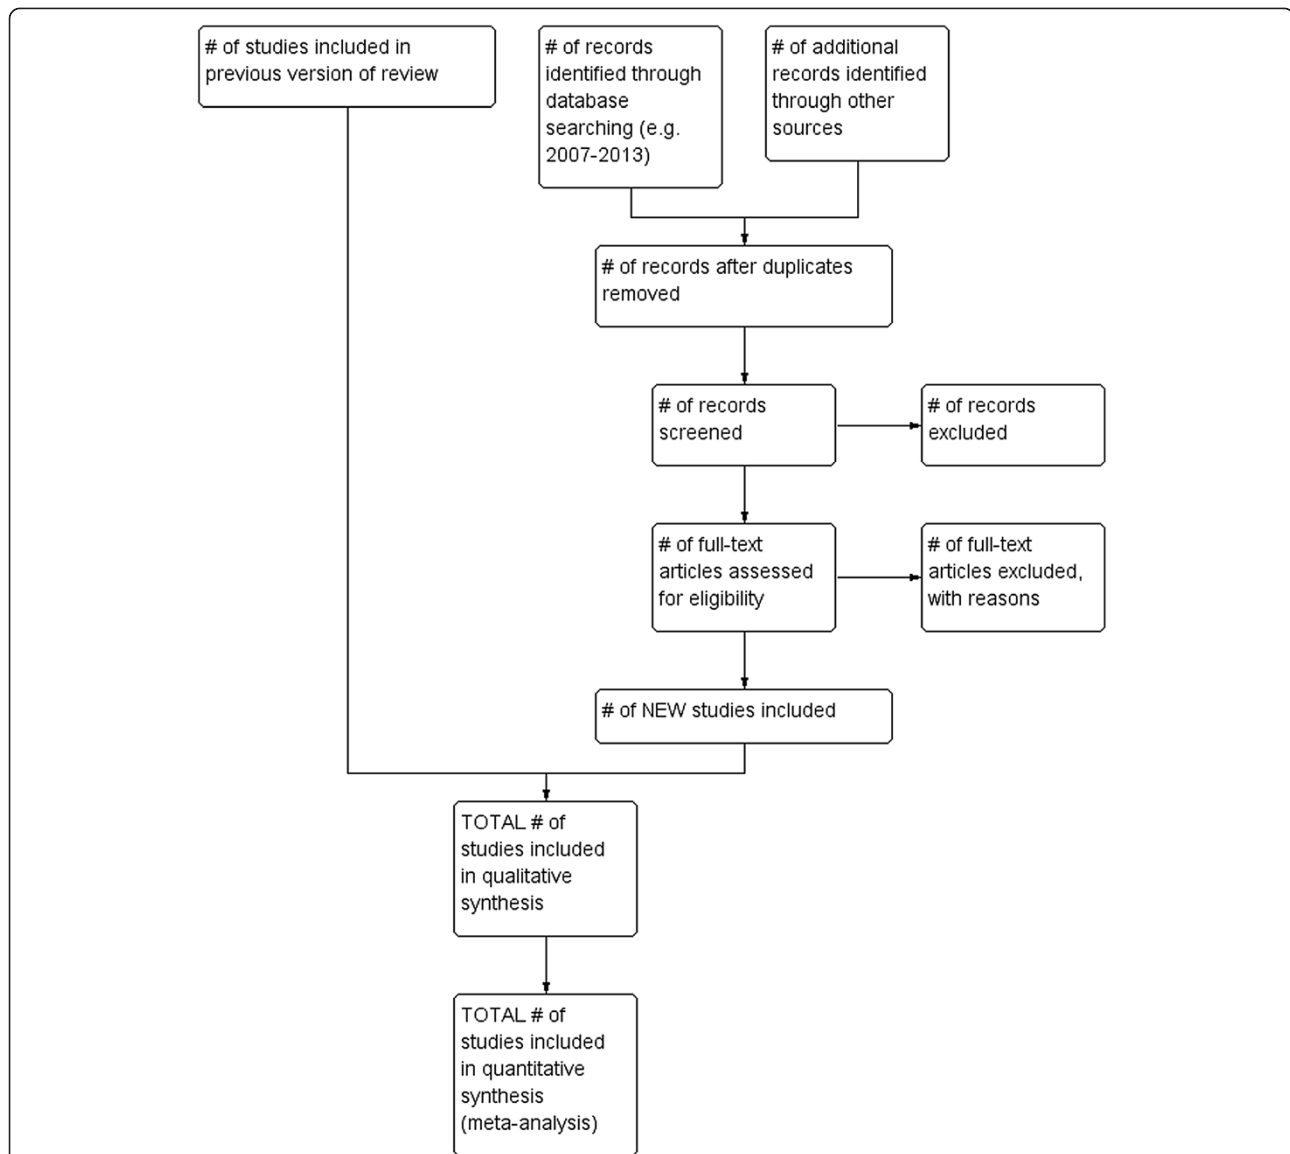 # of studies included in
previous version of review
# of records
identified through
database
searching (e.g.
2007-2013)
# of additional
records identified
through other
sources
# of records after duplicates
removed
# of records
screened
# of records
excluded
# of full-text
articles assessed
for eligibility
# of full-text
articles excluded,
with reasons
# of NEW studies included
TOTAL # of
studies included
in qualitative
synthesis
TOTAL # of
studies included
in quantitative
synthesis
(meta-analysis)